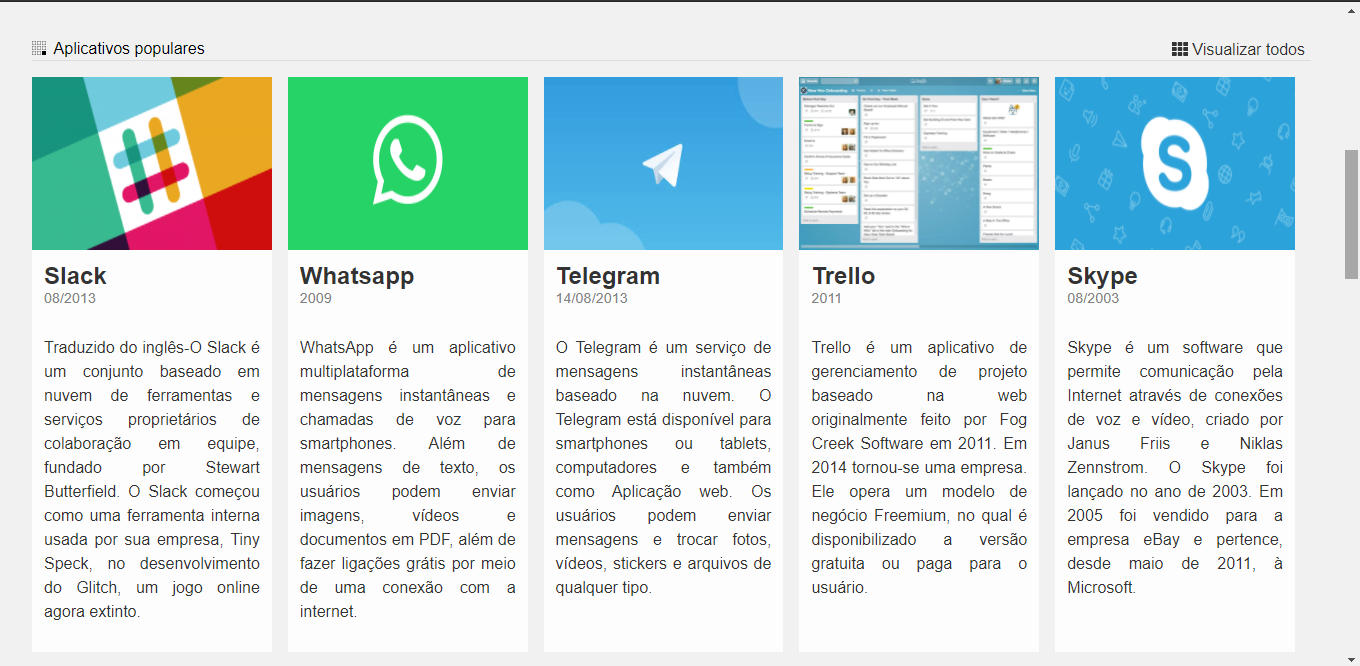 Aplicativos populares
Visualizar todos
Slack
08/2013
Traduzido do inglês-O Slack é
um conjunto baseado em
nuvem de ferramentas e
serviços proprietários de
colaboração em equipe,
fundado por Stewart
Butterfield. O Slack começou
como uma ferramenta interna
usada por sua empresa, Tiny
Speck, no desenvolvimento
do Glitch, um jogo online
agora extinto.
Whatsapp
2009
WhatsApp é um aplicativo
multiplataforma de
mensagens instantâneas e
chamadas de voz para
smartphones. Além de
mensagens de texto, os
usuários podem enviar
imagens, vídeos e
documentos em PDF, além de
fazer ligações grátis por meio
de uma conexão com a
internet.
Telegram
14/08/2013
O Telegram é um serviço de
mensagens instantâneas
baseado na nuvem. O
Telegram está disponível para
smartphones ou tablets,
computadores e também
como Aplicação web. Os
usuários podem enviar
mensagens e trocar fotos,
vídeos, stickers e arquivos de
qualquer tipo.
Trello
2011
Trello é um aplicativo de
gerenciamento de projeto
baseado na web
originalmente feito por Fog
Creek Software em 2011. Em
2014 tornou-se uma empresa.
Ele opera um modelo de
negócio Freemium, no qual é
disponibilizado a versão
gratuita ou paga para o
usuário.
S
Skype
08/2003
Skype é um software que
permite comunicação pela
Internet através de conexões
de voz e vídeo, criado por
Janus Friis e Niklas
Zennstrom. O Skype foi
lançado no ano de 2003. Em
2005 foi vendido para a
empresa eBay e pertence,
desde maio de 2011, à
Microsoft.